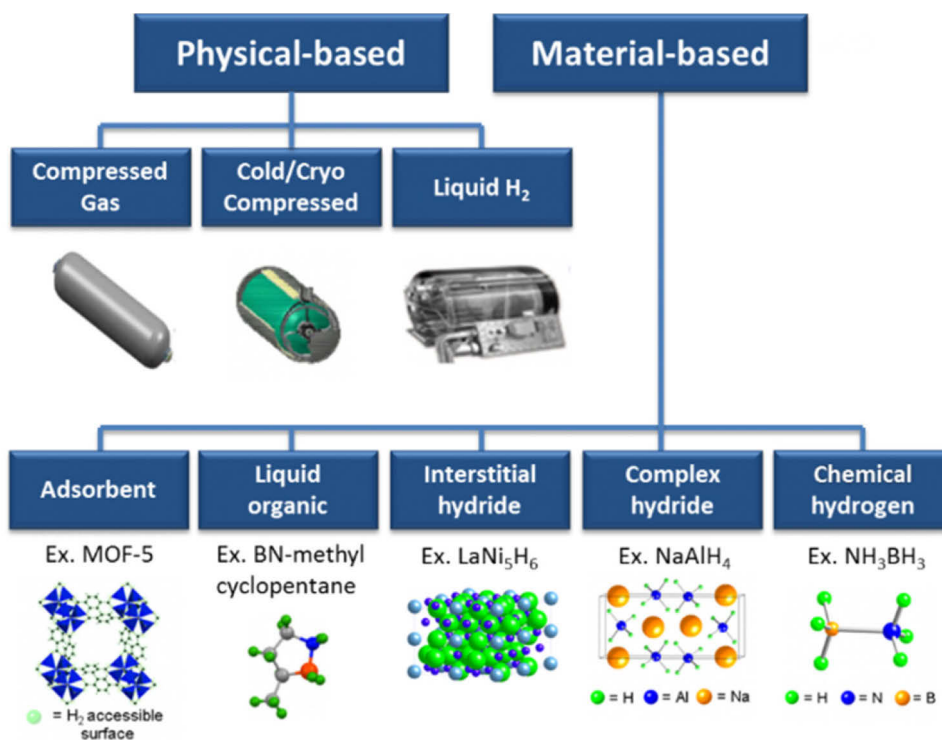 Physical-based
Material-based
Compressed
Gas
Cold/Cryo
Compressed
Liquid H₂
Adsorbent
Liquid
organic
Interstitial
hydride
Complex
hydride
Chemical
hydrogen
Ex. MOF-5
Ex. BN-methyl
cyclopentane
Ex. LaNi₅H₆
Ex. NaAlH₄
Ex. NH₃BH₃
= H₂ accessible
surface
= H = Al = Na
= H = N = B